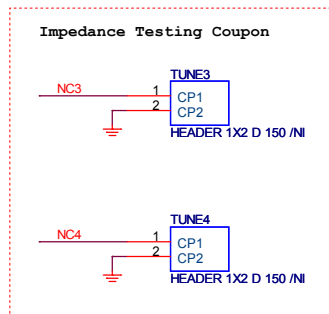 Impedance Testing Coupon
TUNE3
NC3
1
CP1
2
CP2
HEADER 1X2 D 150 /NI
TUNE4
NC4
1
CP1
2
CP2
HEADER 1X2 D 150 /NI